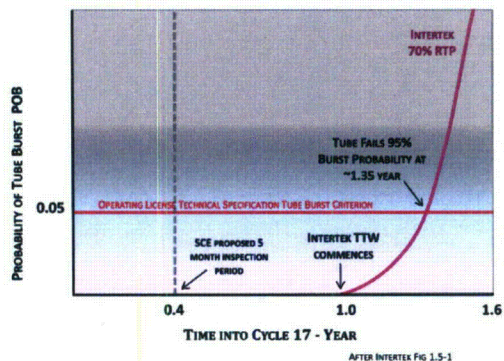 INTERTEK
70% RTP
TUBE FAILS 95%
BURST PROBABILITY AT
~1.35 YEAR
PROBABILITY OF TUBE BURST POB
0.05
OPERATING LICENSE TECHNICAL SPECIFICATION TUBE BURST CRITERION
SCE PROPOSED 5
MONTH INSPECTION
PERIOD
INTERTEK TTW
COMMENCES
0.4
1.0
1.6
TIME INTO CYCLE 17 - YEAR
AFTER INTERTEK FIG 1.5-1